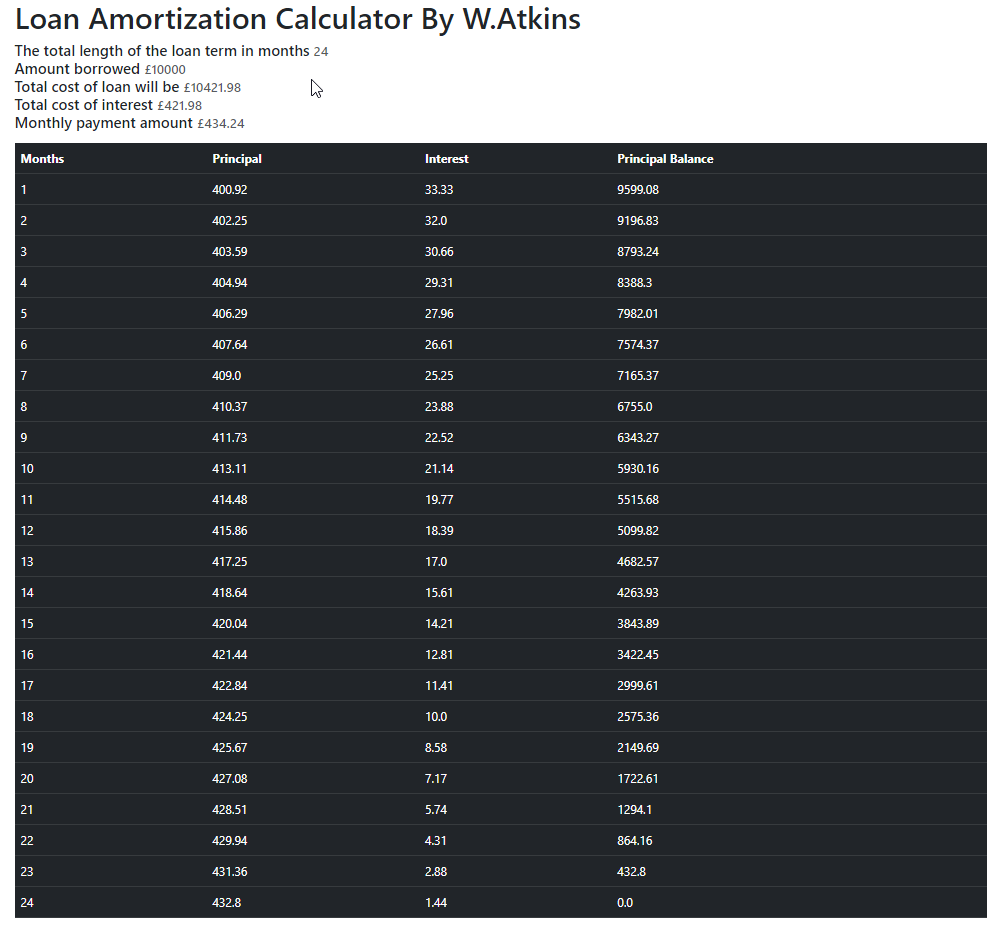 Loan Amortization Calculator By W.Atkins
The total length of the loan term in months 24
Amount borrowed £10000
Total cost of loan will be £10421.98
Total cost of interest £421.98
Monthly payment amount £434.24
Months Principal Interest Principal Balance
1 400.92 33.33 9599.08
2 402.25 32.0 9196.83
3 403.59 30.66 8793.24
4 404.94 29.31 8388.3
5 406.29 27.96 7982.01
6 407.64 26.61 7574.37
7 409.0 25.25 7165.37
8 410.37 23.88 6755.0
9 411.73 22.52 6343.27
10 413.11 21.14 5930.16
11 414.48 19.77 5515.68
12 415.86 18.39 5099.82
13 417.25 17.0 4682.57
14 418.64 15.61 4263.93
15 420.04 14.21 3843.89
16 421.44 12.81 3422.45
17 422.84 11.41 2999.61
18 424.25 10.0 2575.36
19 425.67 8.58 2149.69
20 427.08 7.17 1722.61
21 428.51 5.74 1294.1
22 429.94 4.31 864.16
23 431.36 2.88 432.8
24 432.8 1.44 0.0